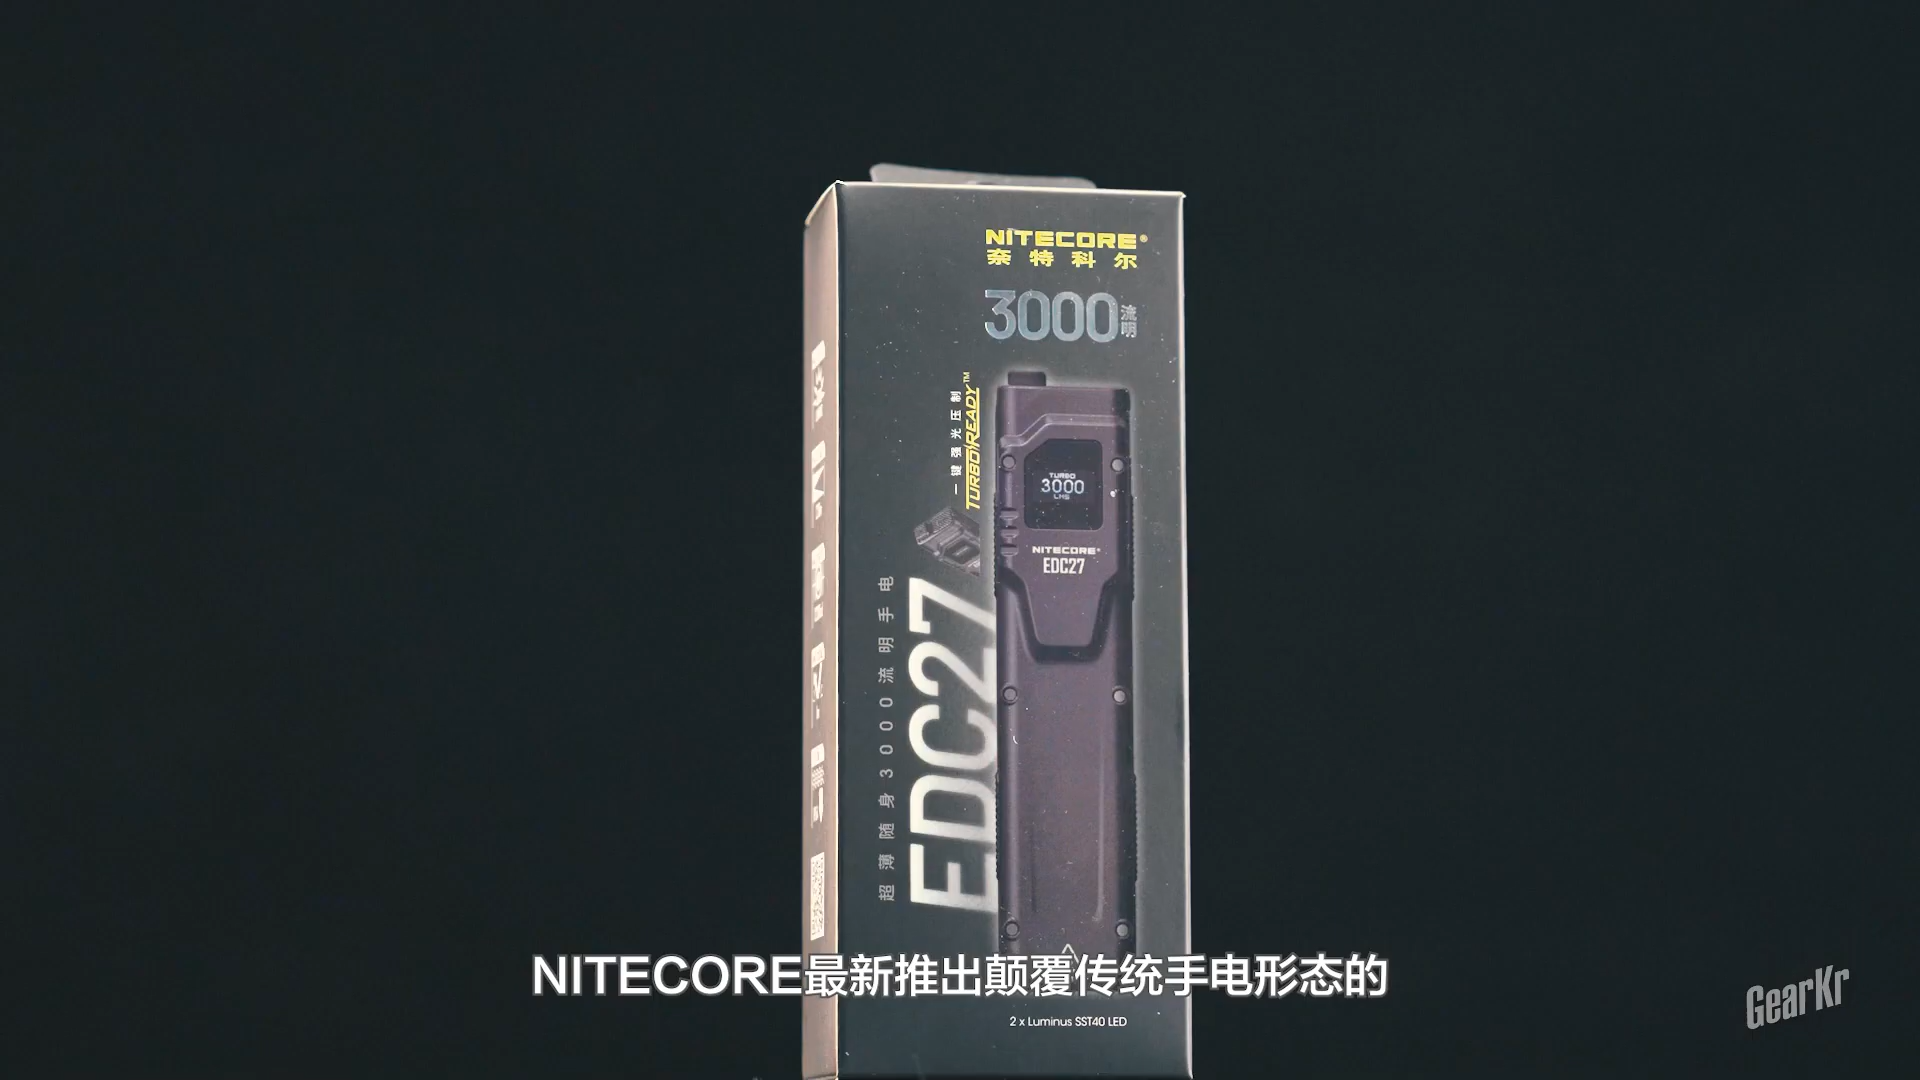 NITECORE®
奈特科尔
3000流明
一键强光压制
TURBO READY™
TURBO
3000
LMS
NITECORE®
EDC27
EDC27
超薄随身3000流明手电
NITECORE最新推出颠覆传统手电形态的
2 x Luminus SST40 LED
GearKr